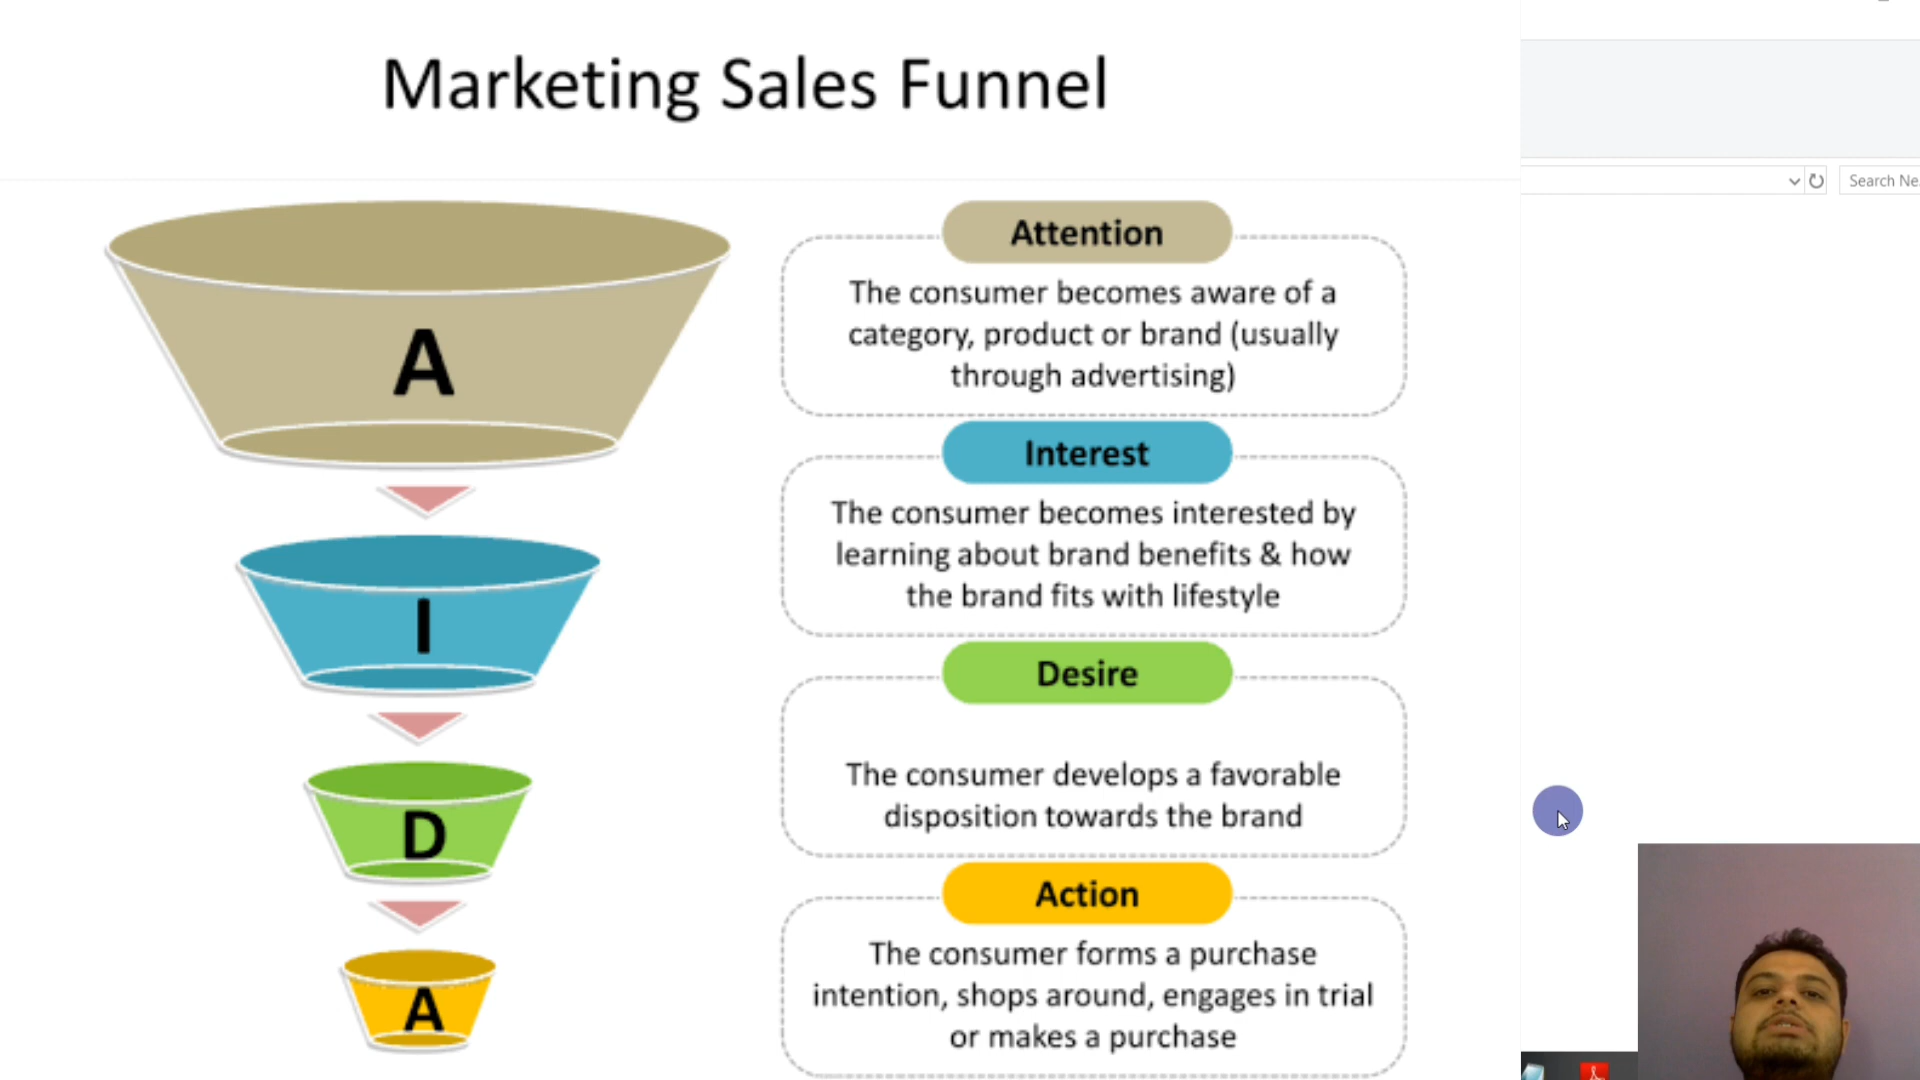 Marketing Sales Funnel
Search Ne
A
I
D
A
Attention
The consumer becomes aware of a
category, product or brand (usually
through advertising)
Interest
The consumer becomes interested by
learning about brand benefits & how
the brand fits with lifestyle
Desire
The consumer develops a favorable
disposition towards the brand
Action
The consumer forms a purchase
intention, shops around, engages in trial
or makes a purchase